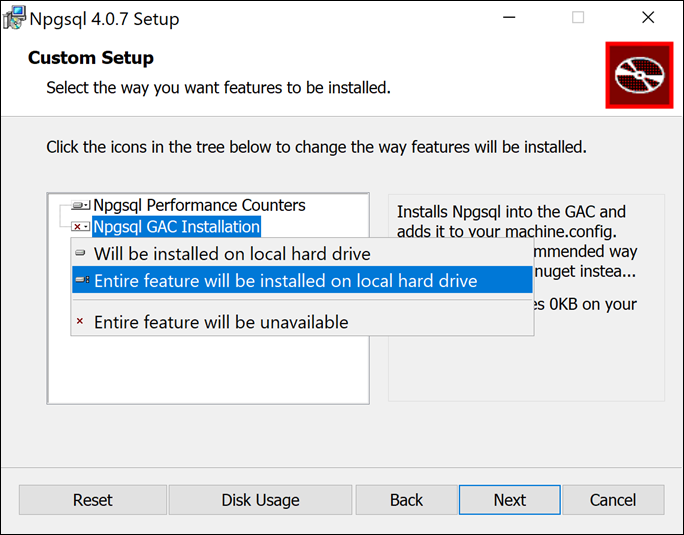 Npgsql 4.0.7 Setup
Custom Setup
Select the way you want features to be installed.
Click the icons in the tree below to change the way features will be installed.
Npgsql Performance Counters
Npgsql GAC Installation
Will be installed on local hard drive
Entire feature will be installed on local hard drive
Entire feature will be unavailable
Installs Npgsql into the GAC and
adds it to your machine.config.
mmended way
nuget instea...
es 0KB on your
Reset
Disk Usage
Back
Next
Cancel